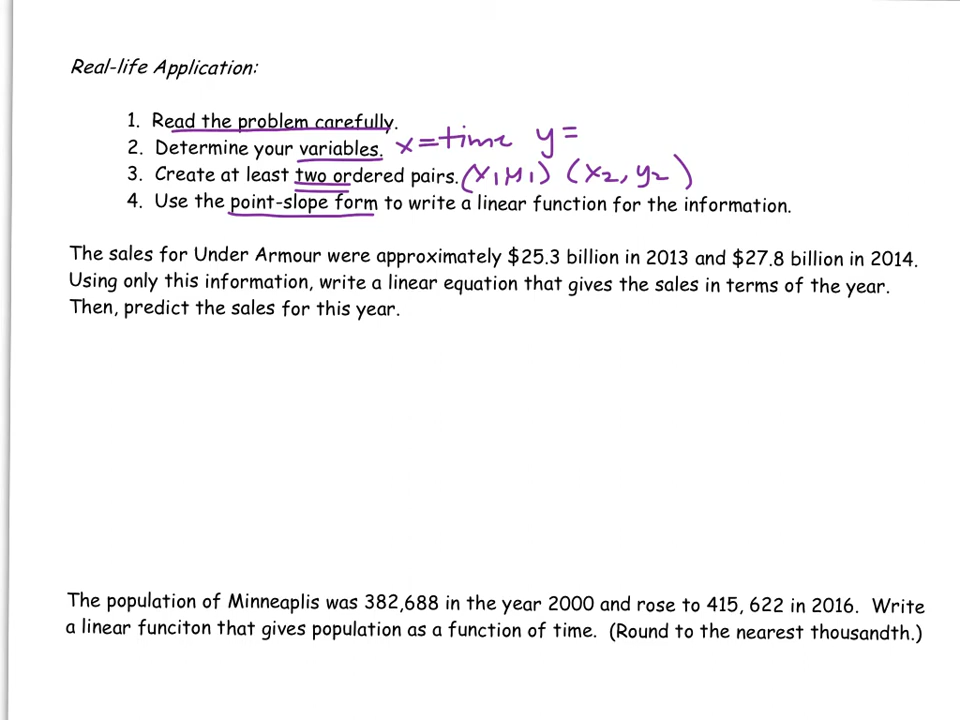 Real-life Application:
1. Read the problem carefully.
2. Determine your variables. x=time y=
3. Create at least two ordered pairs. (x1,y1) (x2,y2)
4. Use the point-slope form to write a linear function for the information.
The sales for Under Armour were approximately $25.3 billion in 2013 and $27.8 billion in 2014.
Using only this information, write a linear equation that gives the sales in terms of the year.
Then, predict the sales for this year.
The population of Minneaplis was 382,688 in the year 2000 and rose to 415, 622 in 2016. Write
a linear funciton that gives population as a function of time. (Round to the nearest thousandth.)